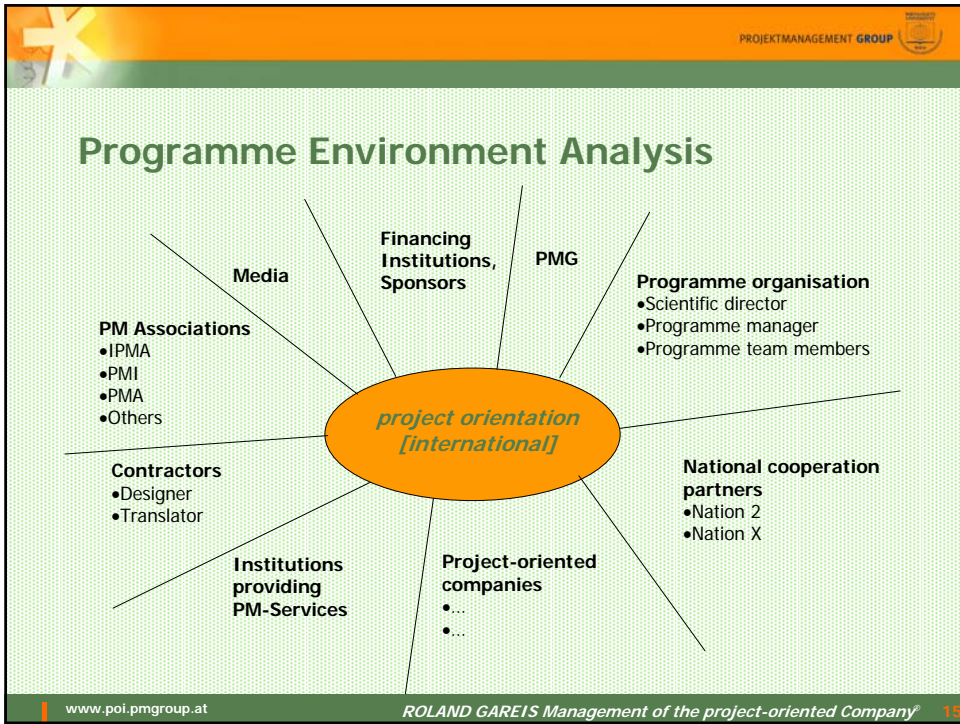 PROJEKTMANAGEMENT GROUP
Programme Environment Analysis
Financing
Institutions,
Sponsors
PMG
Media
Programme organisation
•Scientific director
•Programme manager
•Programme team members
PM Associations
•IPMA
•PMI
•PMA
•Others
project orientation
[international]
National cooperation
partners
•Nation 2
•Nation X
Contractors
•Designer
•Translator
Institutions
providing
PM-Services
Project-oriented
companies
•...
•...
www.poi.pmgroup.at
ROLAND GAREIS Management of the project-oriented Company®
15